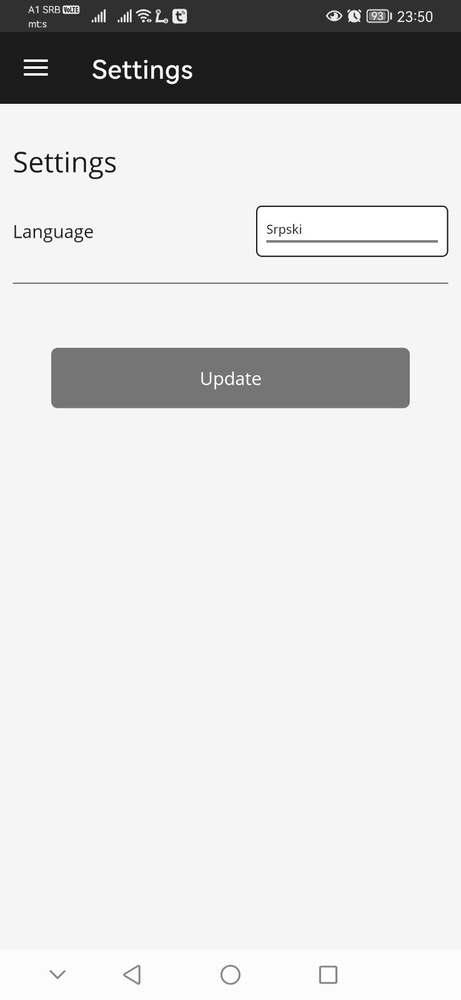 A1 SRB VoLTE
mt:s
93 23:50
Settings
Settings
Language
Srpski
Update